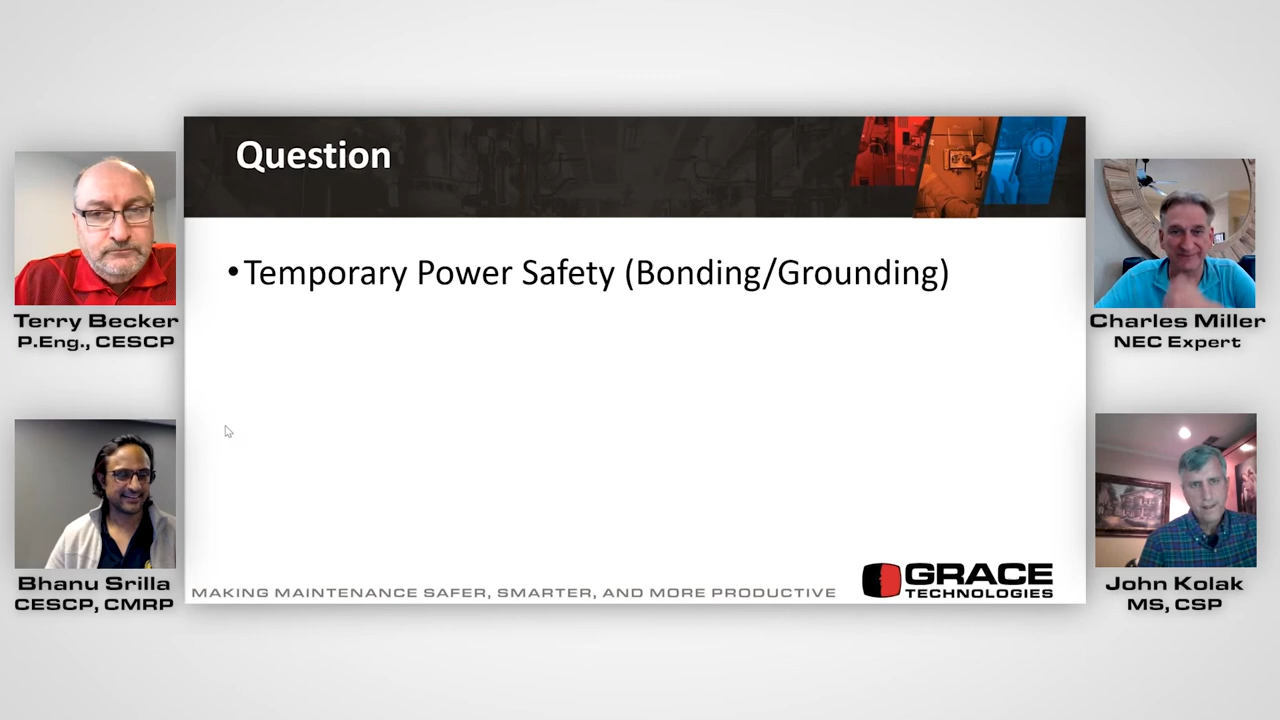 Question
• Temporary Power Safety (Bonding/Grounding)
Terry Becker
P.Eng., CESCP
Charles Miller
NEC Expert
Bhanu Srilla
CESCP, CMRP
John Kolak
MS, CSP
MAKING MAINTENANCE SAFER, SMARTER, AND MORE PRODUCTIVE
GRACE
TECHNOLOGIES